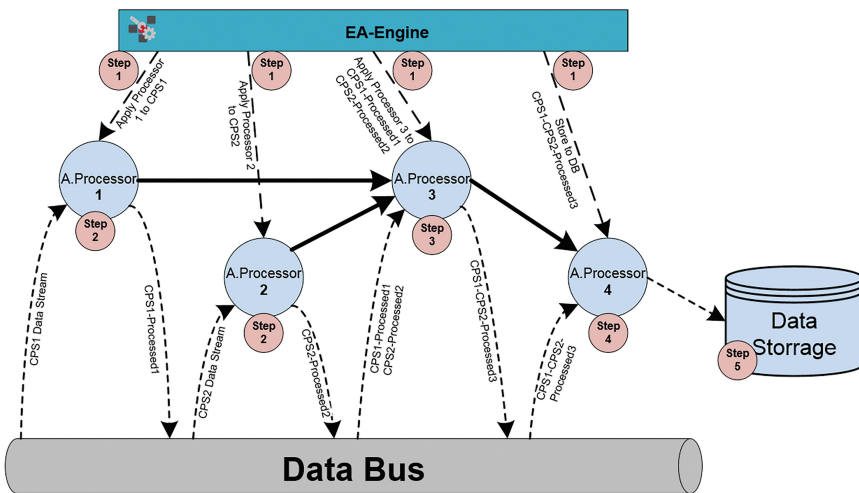 EA-Engine
Step
1
Step
1
Step
1
Step
1
Apply Processor
1 to CPS1
Apply Processor 2
to CPS2
Apply Processor 3 to
CPS1-Processed1
CPS2-Processed2
Store to DB
CPS1-CPS2-Processed3
A.Processor
1
Step
2
A.Processor
3
Step
3
A.Processor
2
Step
2
A.Processor
4
Step
4
Data
Storrage
Step
5
CPS1 Data Stream
CPS1-Processed1
CPS2 Data Stream
CPS2-Processed2
CPS1-Processed1
CPS2-Processed2
CPS1-CPS2-Processed3
CPS1-CPS2-
Processed3
Data Bus